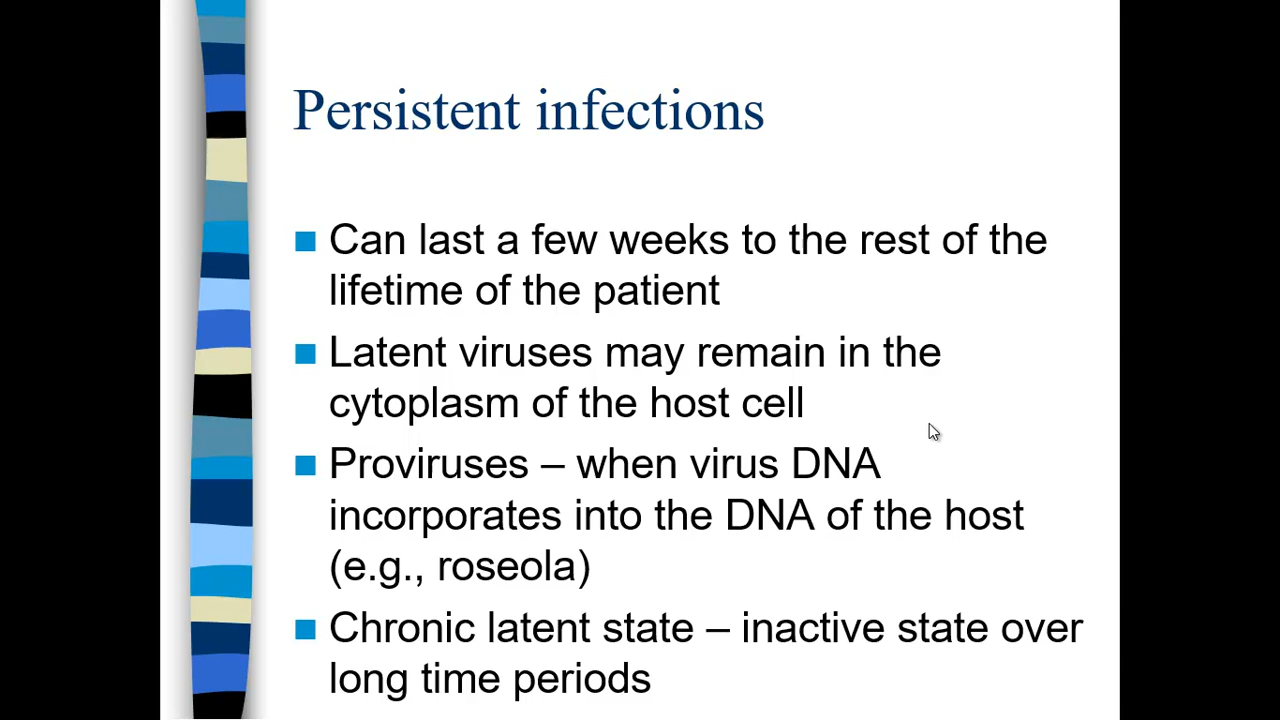 Persistent infections
Can last a few weeks to the rest of the
lifetime of the patient
Latent viruses may remain in the
cytoplasm of the host cell
Proviruses – when virus DNA
incorporates into the DNA of the host
(e.g., roseola)
Chronic latent state – inactive state over
long time periods